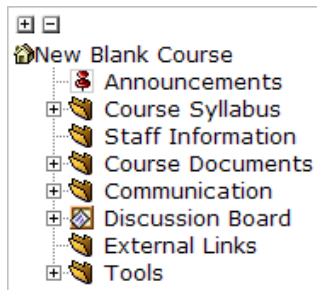 New Blank Course
Announcements
Course Syllabus
Staff Information
Course Documents
Communication
Discussion Board
External Links
Tools